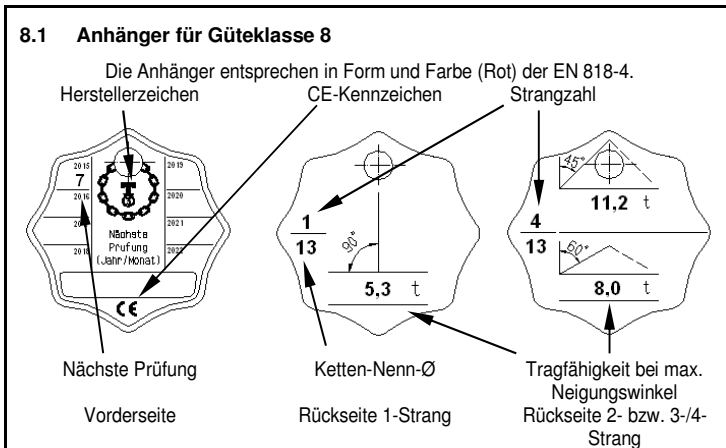 8.1 Anhänger für Güteklasse 8
Die Anhänger entsprechen in Form und Farbe (Rot) der EN 818-4.
Herstellerzeichen CE-Kennzeichen Strangzahl
2015 2019
7
2016 2020
2021
2018 2022
Nächste
Prüfung
(Jahr/Monat)
CE
1
13
90°
5,3 t
4
13
45°
11,2 t
60°
8,0 t
Nächste Prüfung Ketten-Nenn-Ø Tragfähigkeit bei max.
Neigungswinkel
Vorderseite Rückseite 1-Strang Rückseite 2- bzw. 3-/4-
Strang